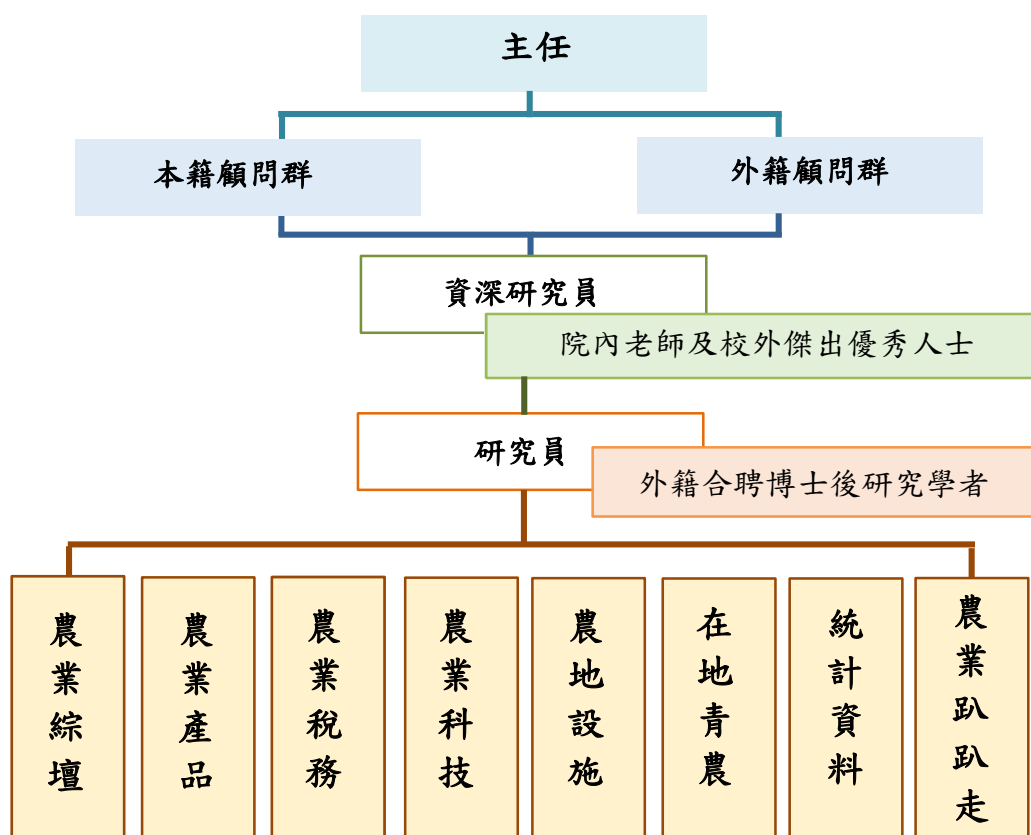 主任
本籍顧問群
外籍顧問群
資深研究員
院內老師及校外傑出優秀人士
研究員
外籍合聘博士後研究學者
農業綜壇
農業產品
農業稅務
農業科技
農地設施
在地青農
統計資料
農業趴趴走